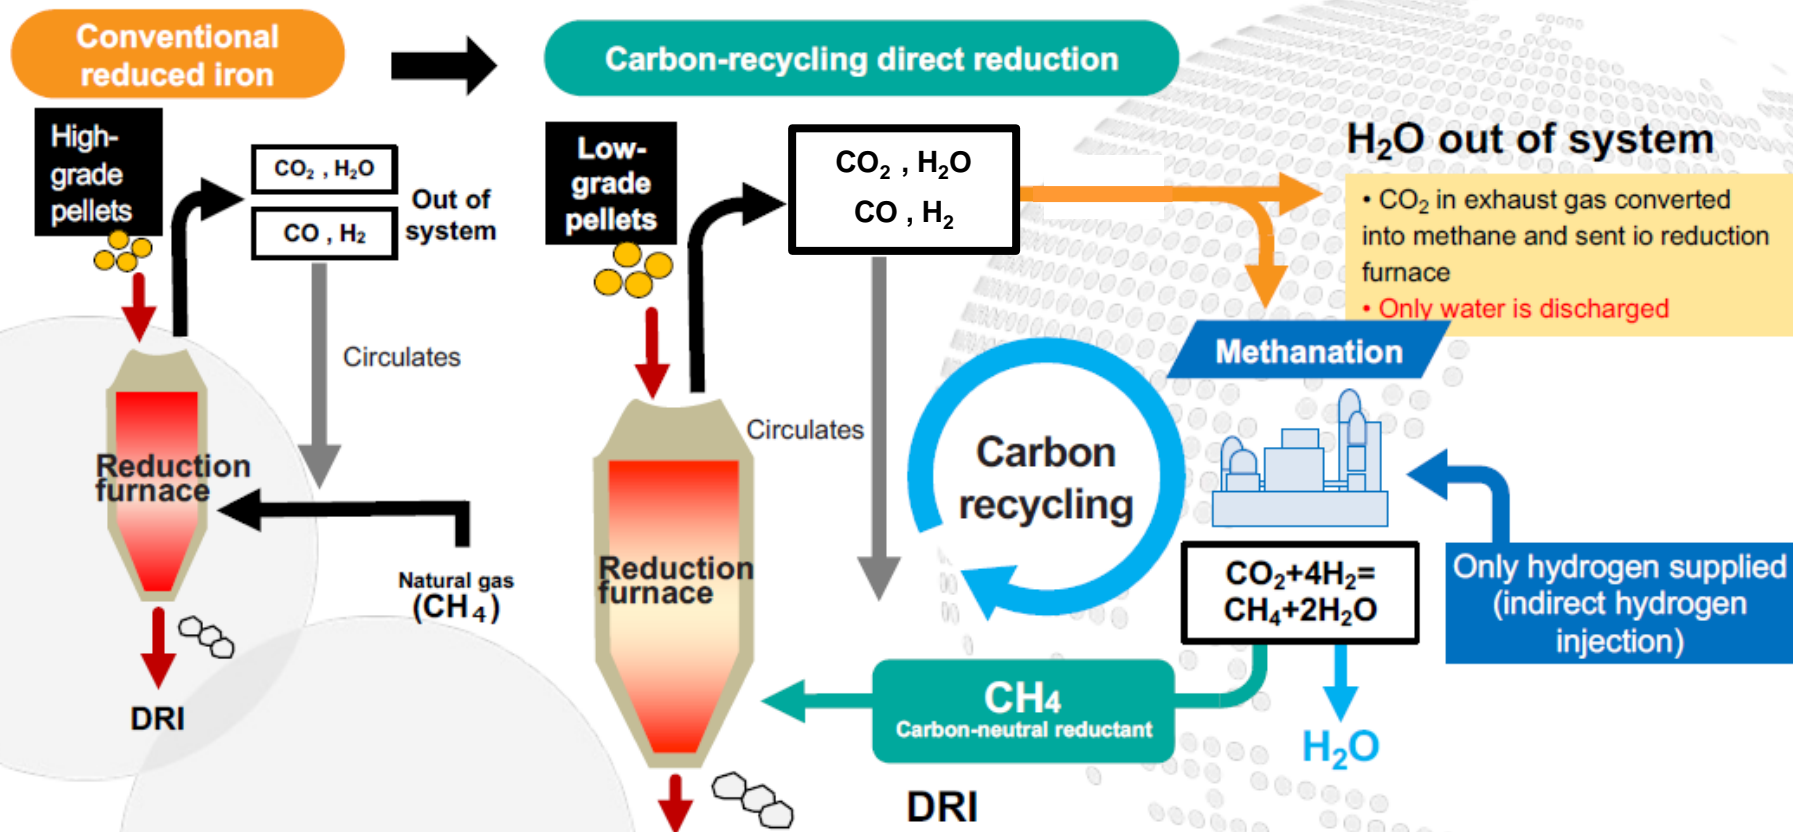 Conventional
reduced iron
Carbon-recycling direct reduction
High-
grade
pellets
CO₂ , H₂O
CO , H₂
Out of
system
Circulates
Reduction
furnace
Natural gas
(CH₄)
DRI
Low-
grade
pellets
CO₂ , H₂O
CO , H₂
Circulates
Reduction
furnace
DRI
Carbon
recycling
H₂O out of system
• CO₂ in exhaust gas converted
into methane and sent io reduction
furnace
• Only water is discharged
Methanation
CO₂+4H₂=
CH₄+2H₂O
Only hydrogen supplied
(indirect hydrogen
injection)
CH₄
Carbon-neutral reductant
H₂O